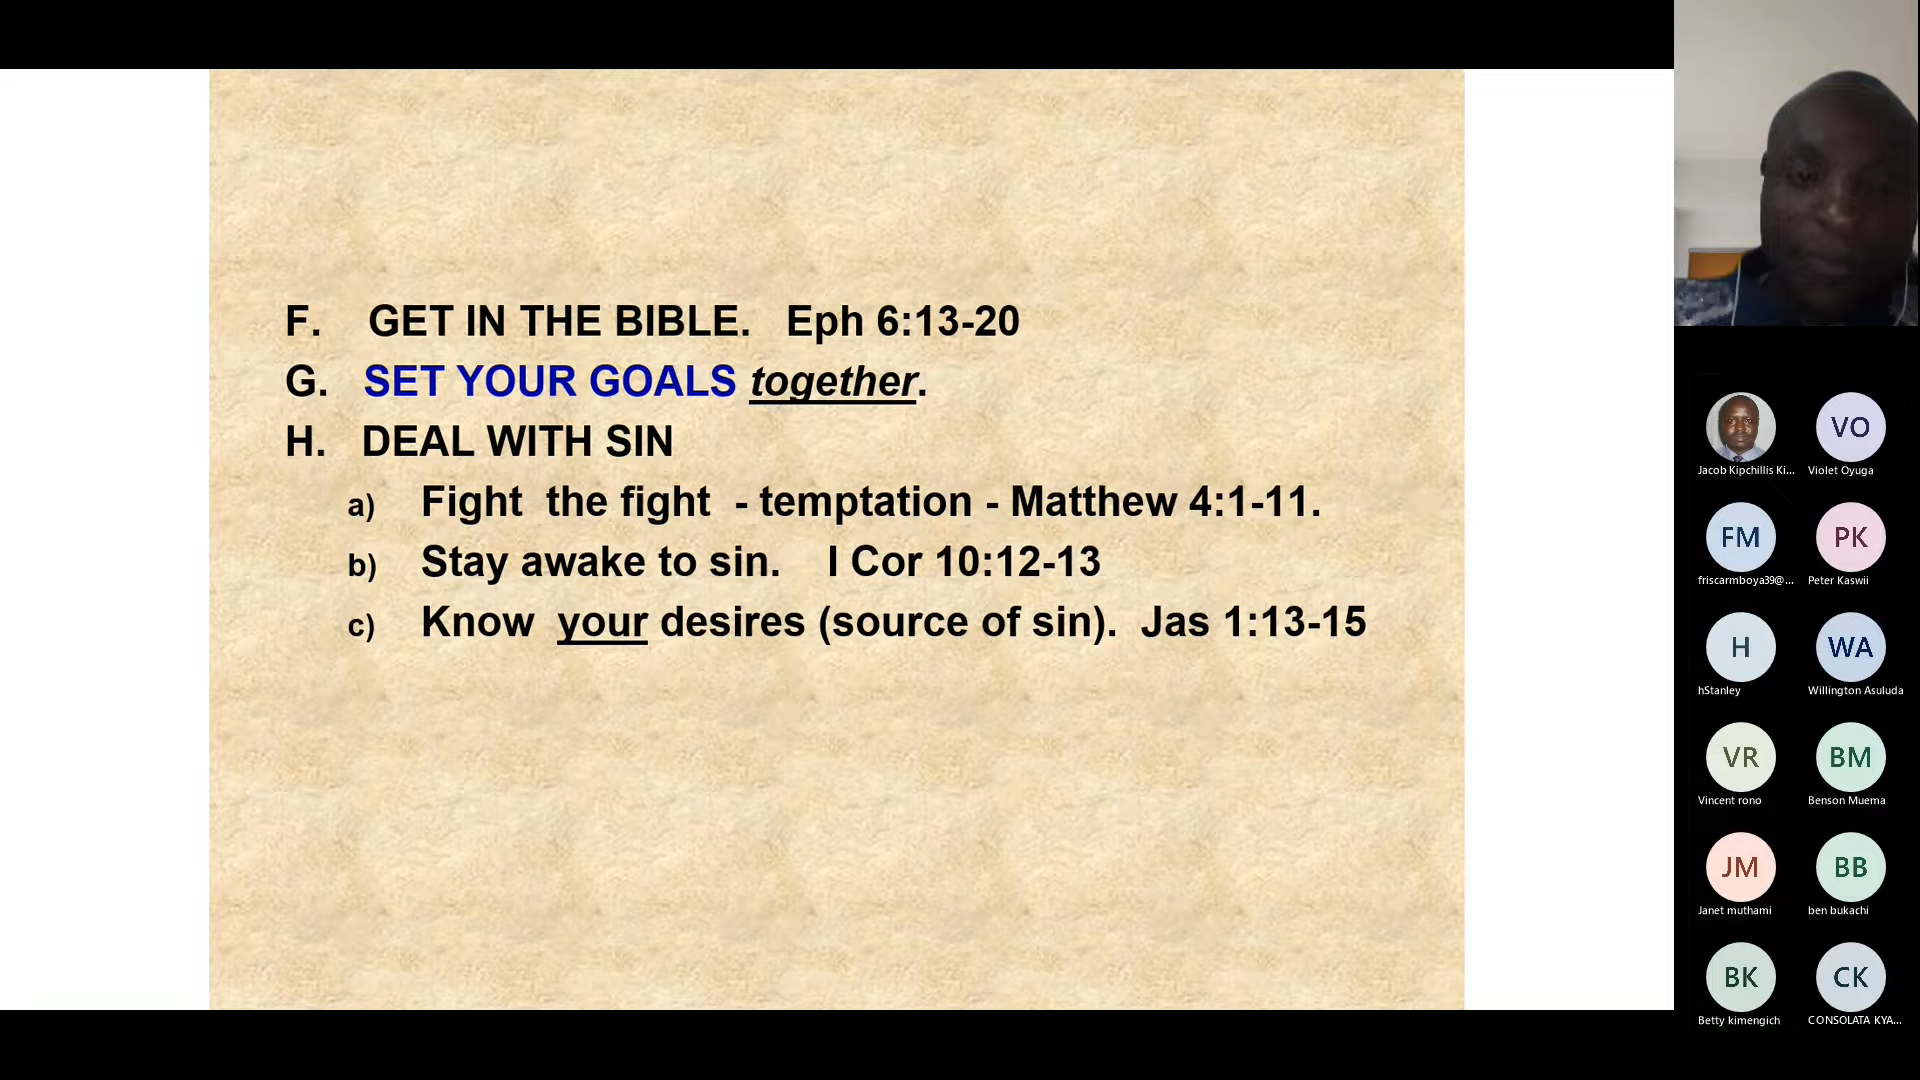 F. GET IN THE BIBLE. Eph 6:13-20
G. SET YOUR GOALS together.
H. DEAL WITH SIN
a) Fight the fight - temptation - Matthew 4:1-11.
b) Stay awake to sin. I Cor 10:12-13
c) Know your desires (source of sin). Jas 1:13-15
Jacob Kipchillis Ki...
VO
Violet Oyuga
FM
friscarmboya39@...
PK
Peter Kaswii
H
hStanley
WA
Willington Asuluda
VR
Vincent rono
BM
Benson Muema
JM
Janet muthami
BB
ben bukachi
BK
Betty kimengich
CK
CONSOLATA KYA...